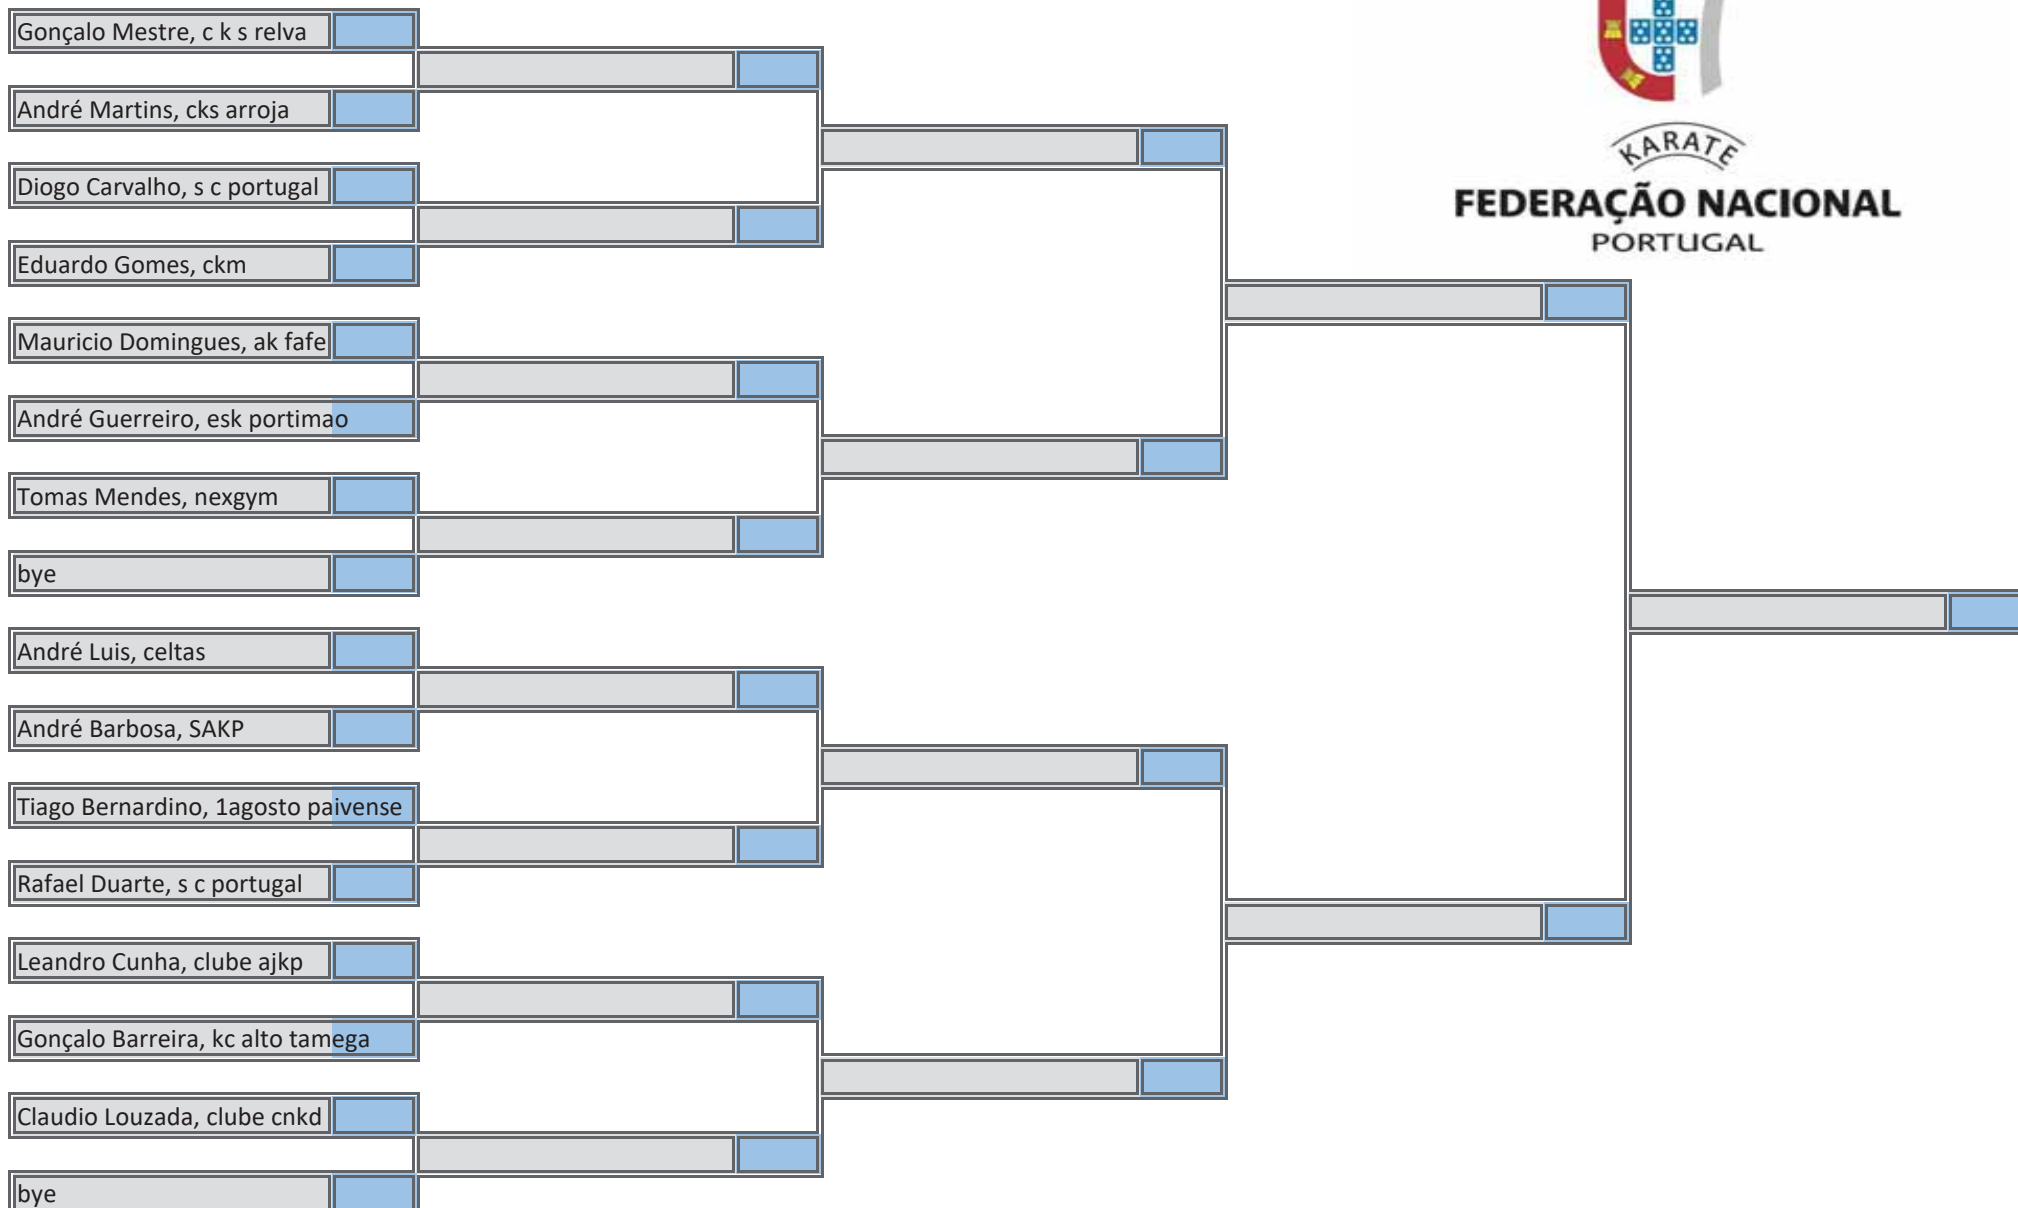 Gonçalo Mestre, c k s relva
André Martins, cks arroja
Diogo Carvalho, s c portugal
Eduardo Gomes, ckm
Mauricio Domingues, ak fafe
André Guerreiro, esk portimao
Tomas Mendes, nexgym
bye
André Luis, celtas
André Barbosa, SAKP
Tiago Bernardino, 1agosto paivense
Rafael Duarte, s c portugal
Leandro Cunha, clube ajkp
Gonçalo Barreira, kc alto tamega
Claudio Louzada, clube cnkd
bye
KARATE
FEDERAÇÃO NACIONAL
PORTUGAL